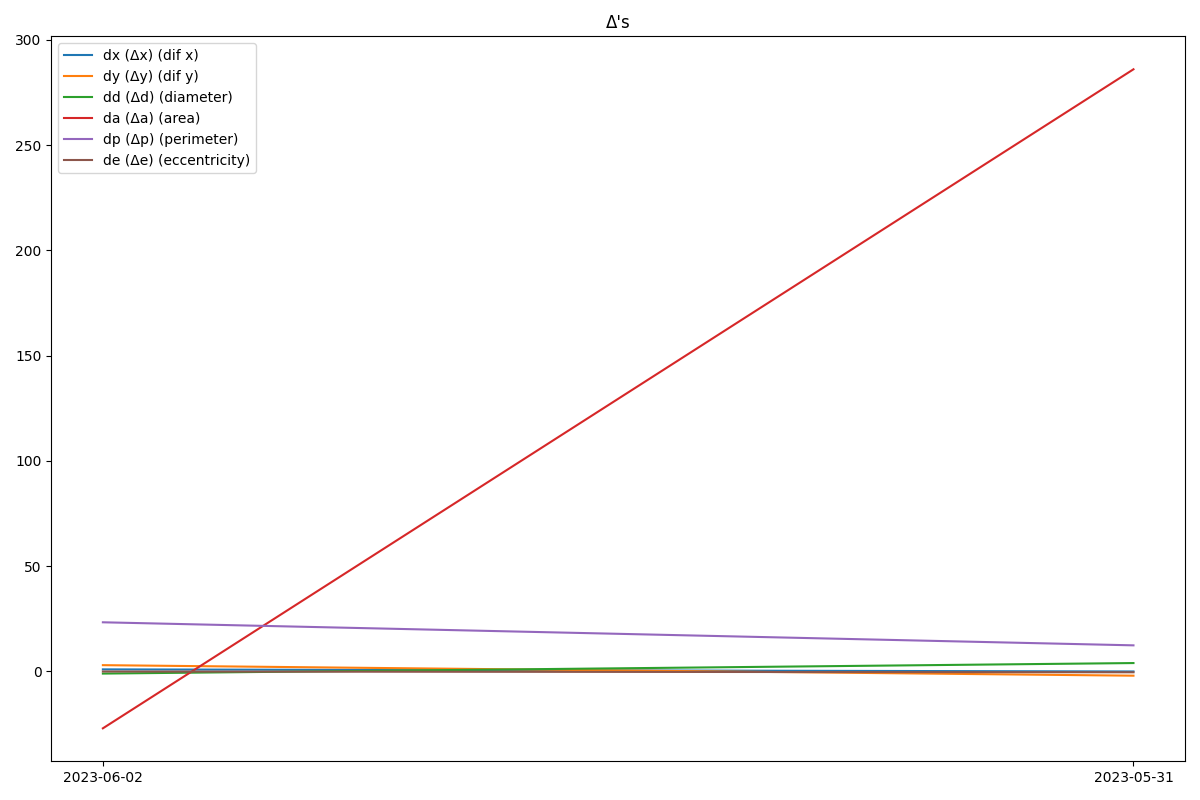 Δ's
dx (Δx) (dif x)
dy (Δy) (dif y)
dd (Δd) (diameter)
da (Δa) (area)
dp (Δp) (perimeter)
de (Δe) (eccentricity)
300
250
200
150
100
50
0
2023-06-02 2023-05-31